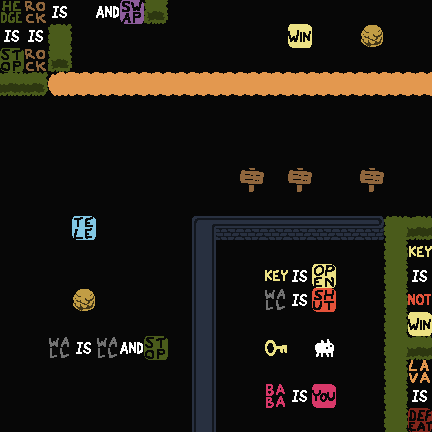 HEDGE ROCK IS AND SWAP
IS IS WIN
STOP ROCK
TELE
KEY
KEY IS OPEN IS
WALL IS SHUT NOT
WIN
WALL IS WALL AND STOP
LAVA
BABA IS YOU IS
DEFEAT